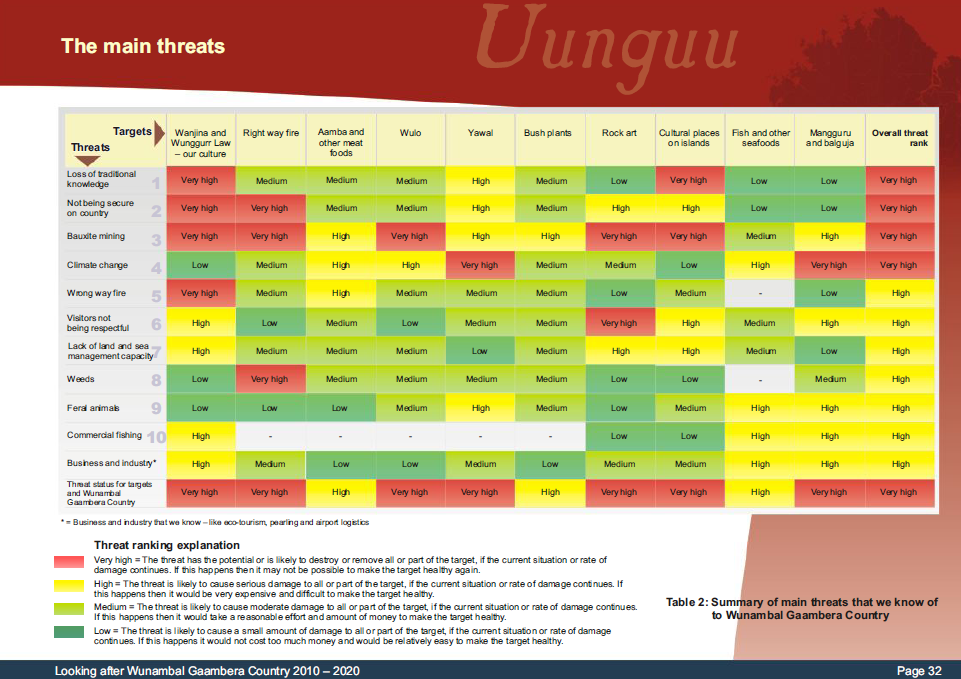 Uunguu
The main threats
Targets
Threats
Wanjina and Wunggurr Law – our culture
Right way fire
Aamba and other meat foods
Wulo
Yawal
Bush plants
Rock art
Cultural places on islands
Fish and other seafoods
Mangguru and balguja
Overall threat rank
Loss of traditional knowledge 1 Very high Medium Medium Medium High Medium Low Very high Low Low Very high
Not being secure on country 2 Very high Very high Medium Medium High Medium High High Low Low Very high
Bauxite mining 3 Very high Very high High Very high High High Very high Very high Medium High Very high
Climate change 4 Low Medium High High Very high Medium Medium Low High Very high Very high
Wrong way fire 5 Very high Medium High Medium Medium Medium Low Medium - Low High
Visitors not being respectful 6 High Low Medium Low Medium Medium Very high High Medium High High
Lack of land and sea management capacity 7 High Medium Medium Medium Low Medium High High Medium Low High
Weeds 8 Low Very high Medium Medium Medium Medium Low Low - Medium High
Feral animals 9 Low Low Low Medium High Medium Low Medium High High High
Commercial fishing 10 High - - - - - Low Low High High High
Business and industry* High Medium Low Low Medium Low Medium Medium High High High
Threat status for targets and Wunambal Gaambera Country Very high Very high High Very high Very high High Very high Very high High Very high Very high
* = Business and industry that we know – like eco-tourism, pearling and airport logistics
Threat ranking explanation
Very high = The threat has the potential or is likely to destroy or remove all or part of the target, if the current situation or rate of
damage continues. If this happens then it may not be possible to make the target healthy again.
High = The threat is likely to cause serious damage to all or part of the target, if the current situation or rate of damage continues. If
this happens then it would be very expensive and difficult to make the target healthy.
Medium = The threat is likely to cause moderate damage to all or part of the target, if the current situation or rate of damage continues.
If this happens then it would take a reasonable effort and amount of money to make the target healthy.
Low = The threat is likely to cause a small amount of damage to all or part of the target, if the current situation or rate of damage
continues. If this happens it would not cost too much money and would be relatively easy to make the target healthy.
Table 2: Summary of main threats that we know of
to Wunambal Gaambera Country
Looking after Wunambal Gaambera Country 2010 – 2020
Page 32